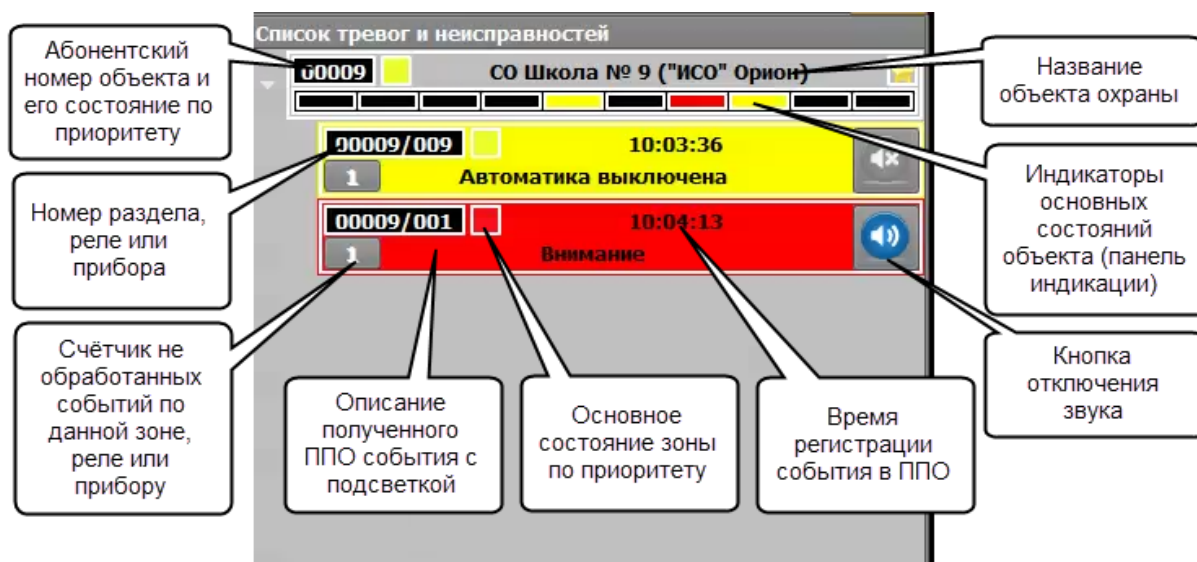 Список тревог и неисправностей
00009
СО Школа № 9 ("ИСО" Орион)
00009/009
10:03:36
1
Автоматика выключена
00009/001
10:04:13
1
Внимание
Абонентский
номер объекта и
его состояние по
приоритету
Номер раздела,
реле или
прибора
Счётчик не
обработанных
событий по
данной зоне,
реле или
прибору
Описание
полученного
ППО события с
подсветкой
Основное
состояние зоны
по приоритету
Время
регистрации
события в ППО
Название
объекта охраны
Индикаторы
основных
состояний
объекта (панель
индикации)
Кнопка
отключения
звука